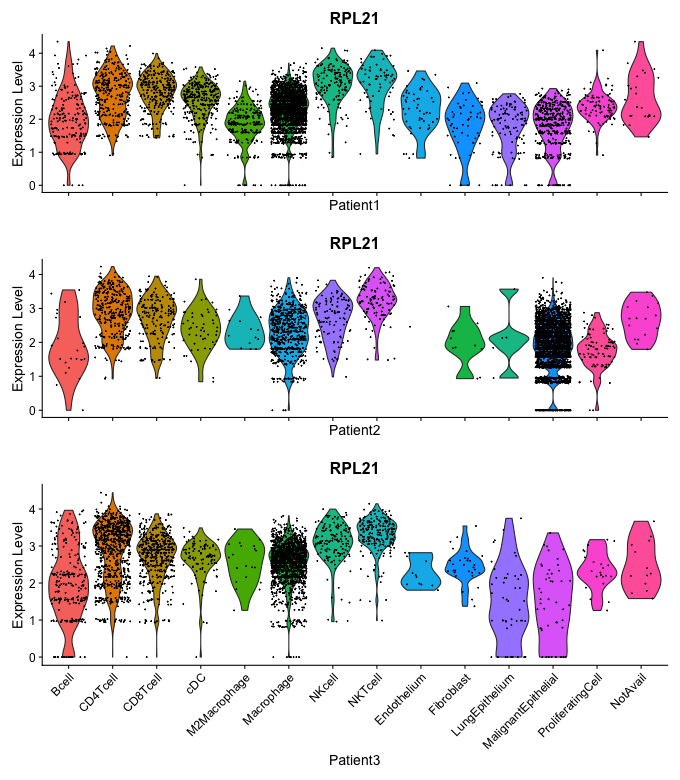 RPL21
4
3
2
1
0
Expression Level
Patient1
RPL21
4
3
2
1
0
Expression Level
Patient2
RPL21
4
3
2
1
0
Expression Level
Bcell
CD4Tcell
CD8Tcell
cDC
M2Macrophage
Macrophage
NKcell
NKTcell
Endothelium
Fibroblast
LungEpithelium
MalignantEpithelial
ProliferatingCell
NotAvail
Patient3